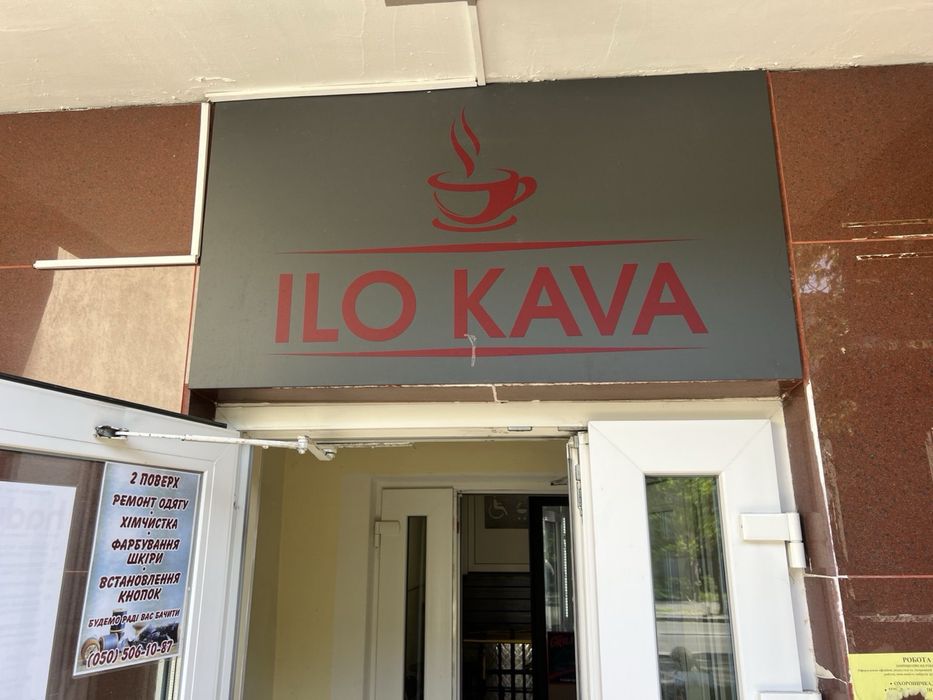 ILO KAVA
2 ПОВЕРХ
РЕМОНТ ОДЯГУ
ХІМЧИСТКА
ФАРБУВАННЯ
ШКІРИ
ВСТАНОВЛЕННЯ
КНОПОК
БУДЕМО РАДІ ВАС БАЧИТИ
(050) 506-10-87
РОБОТА
• ОХОРОННИКА,